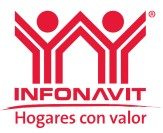 ®
INFONAVIT
Hogares con valor